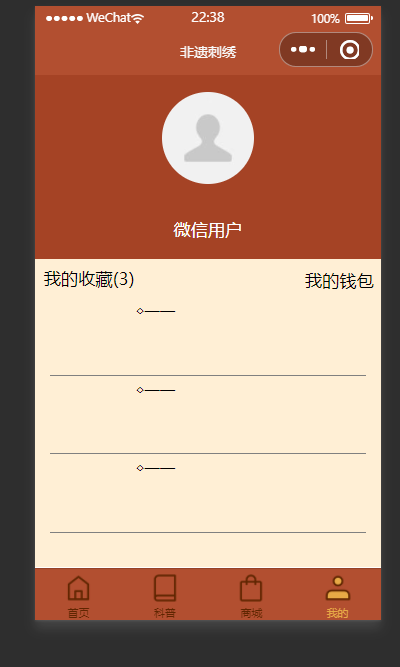 WeChat 22:38 100%
非遗刺绣
微信用户
我的收藏(3) 我的钱包
◇——
◇——
◇——
首页 科普 商城 我的